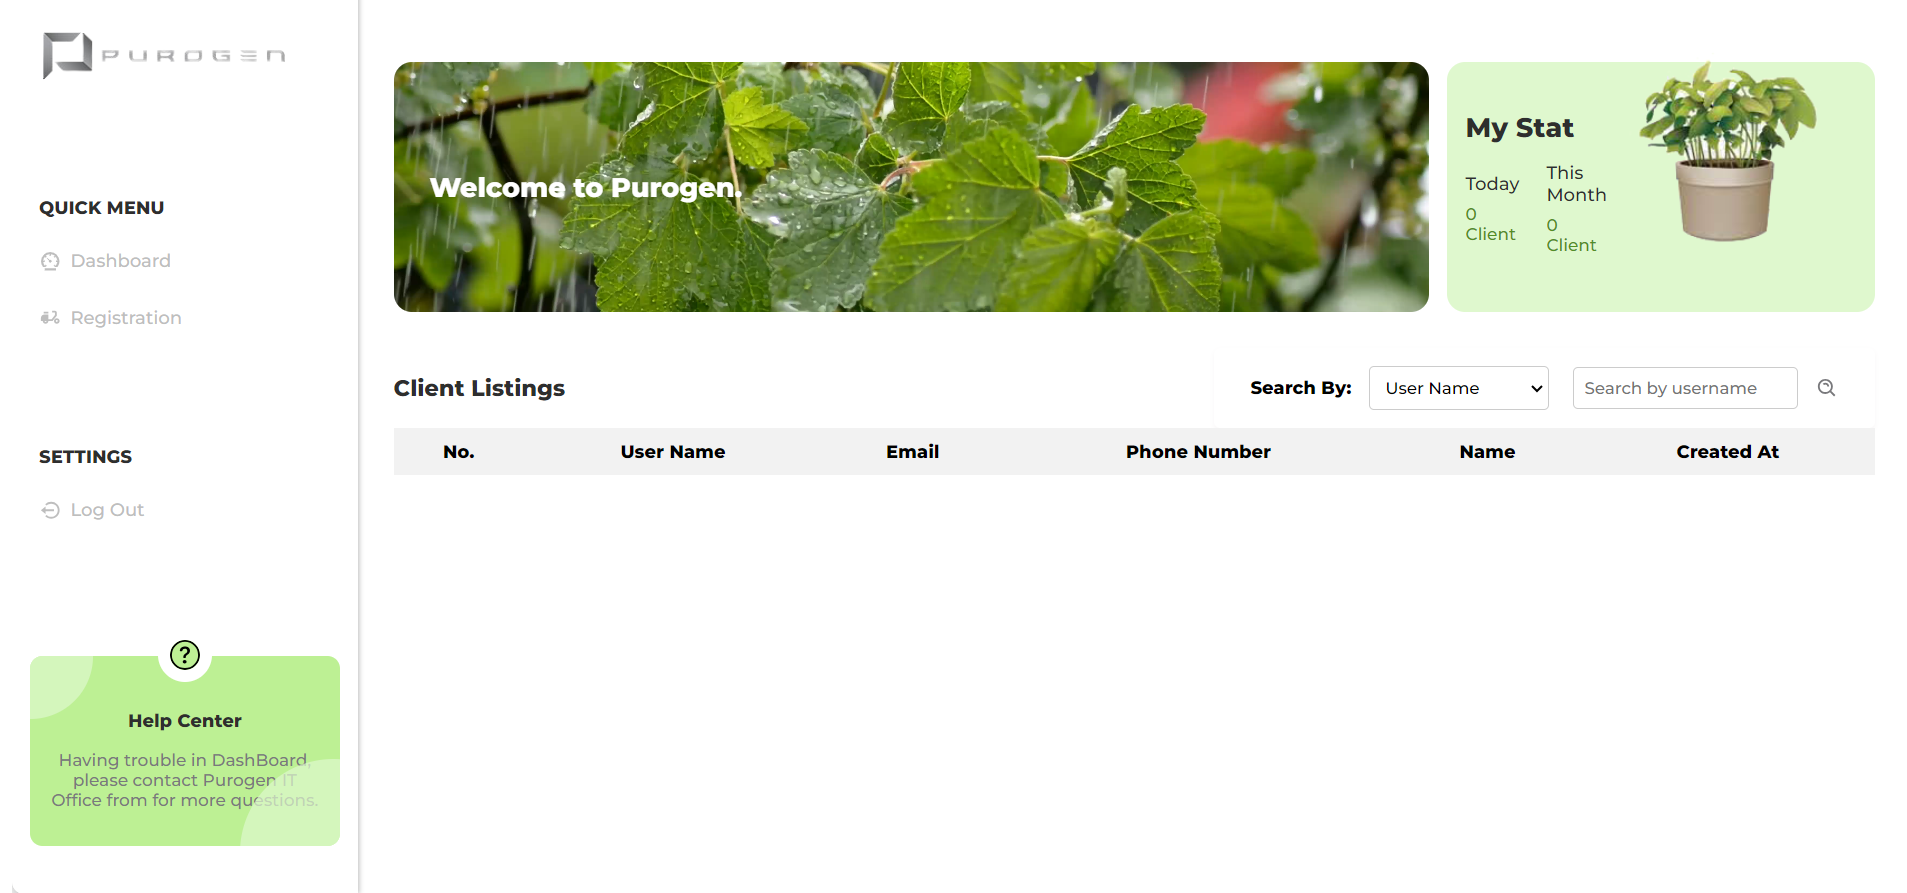 PUROGEN
QUICK MENU
Dashboard
Registration
SETTINGS
Log Out
?
Help Center
Having trouble in DashBoard,
please contact Purogen IT
Office from for more questions.
Welcome to Purogen.
My Stat
Today
0
Client
This
Month
0
Client
Client Listings
Search By:
User Name
Search by username
No. User Name Email Phone Number Name Created At